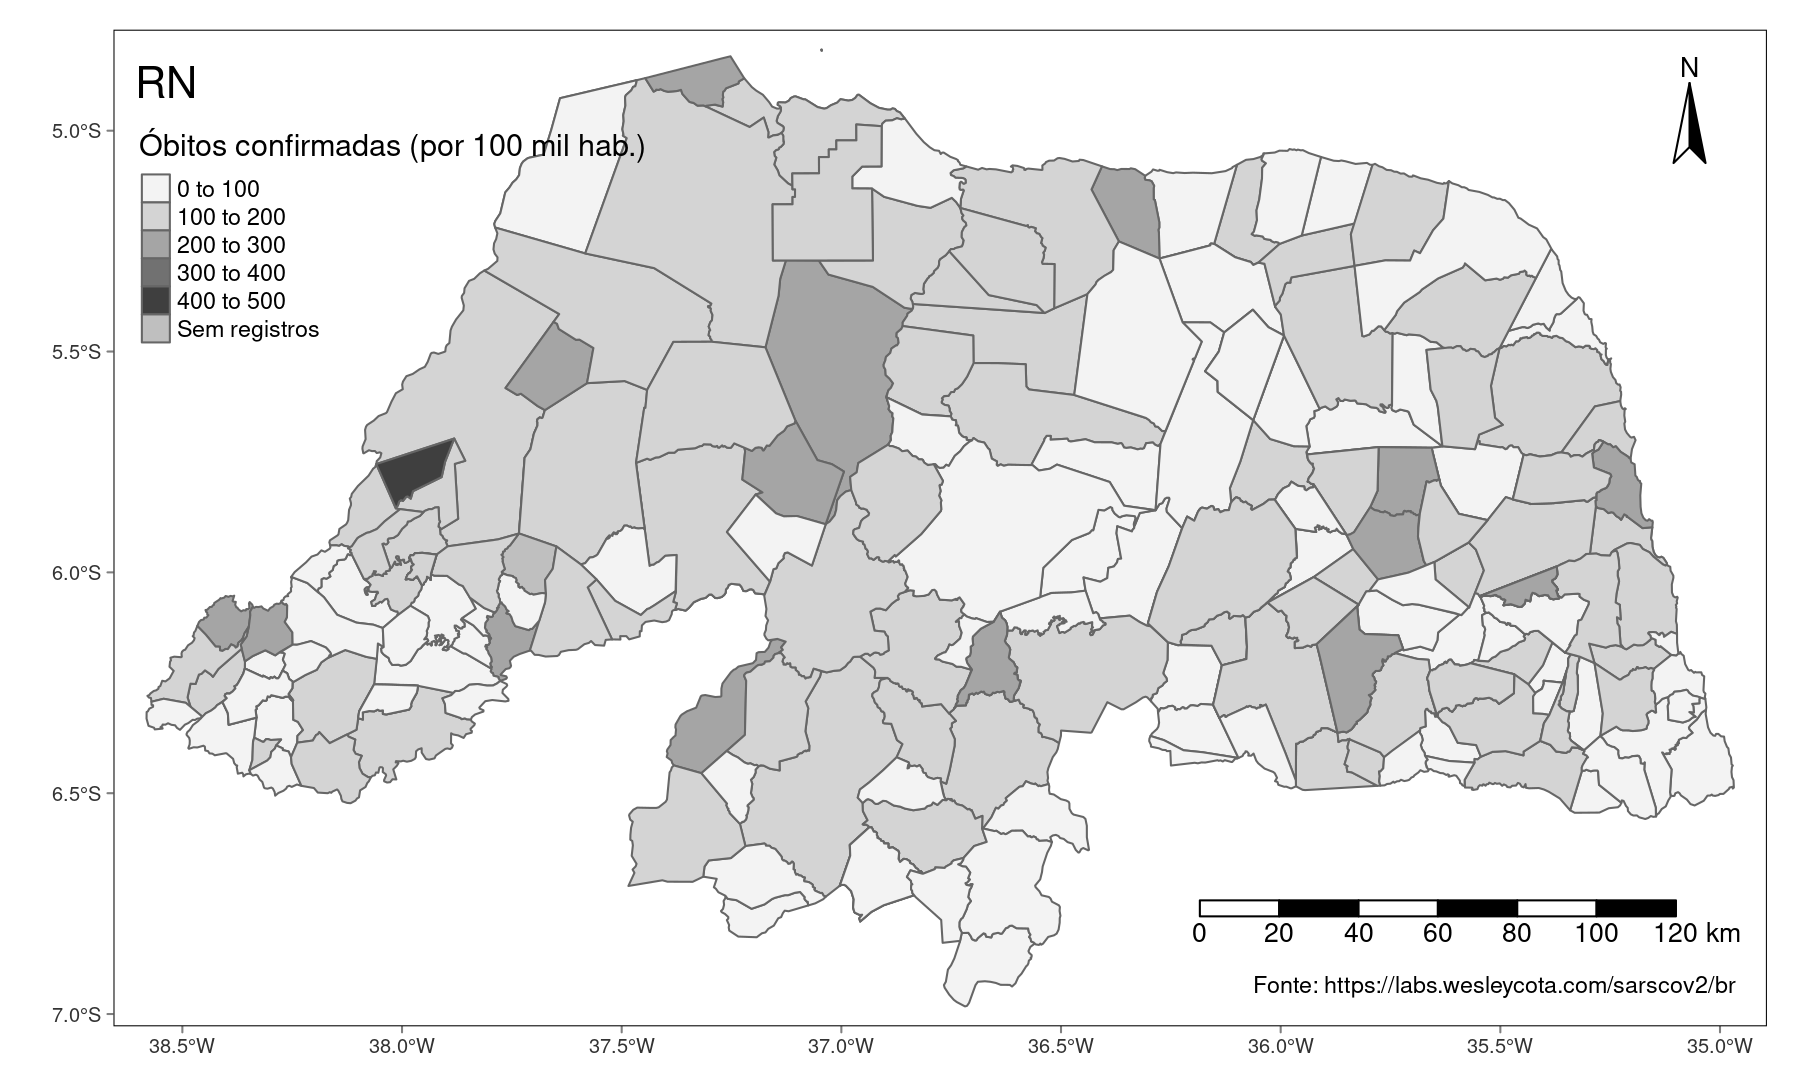 RN
N
Óbitos confirmadas (por 100 mil hab.)
0 to 100
100 to 200
200 to 300
300 to 400
400 to 500
Sem registros
5.0°S
5.5°S
6.0°S
6.5°S
7.0°S
0 20 40 60 80 100 120 km
Fonte: https://labs.wesleycota.com/sarscov2/br
38.5°W 38.0°W 37.5°W 37.0°W 36.5°W 36.0°W 35.5°W 35.0°W